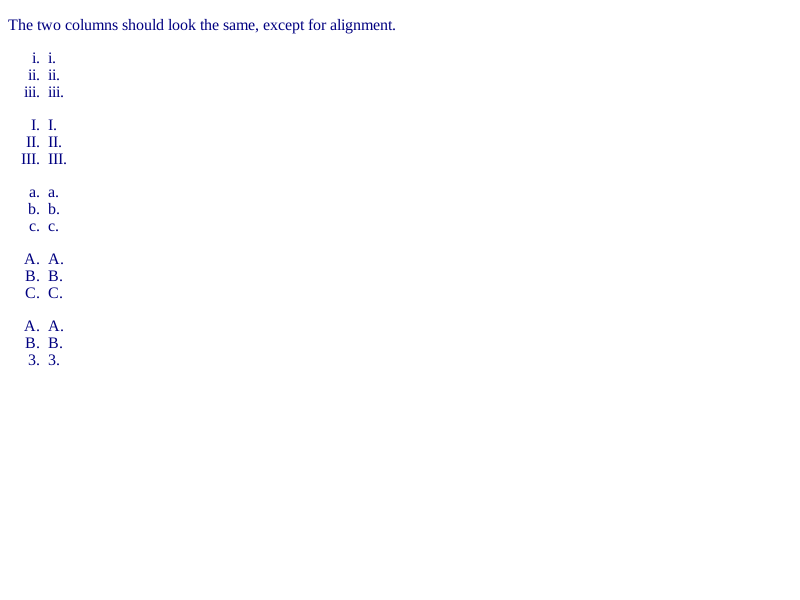 The two columns should look the same, except for alignment.
i. i.
ii. ii.
iii. iii.
I. I.
II. II.
III. III.
a. a.
b. b.
c. c.
A. A.
B. B.
C. C.
A. A.
B. B.
3. 3.